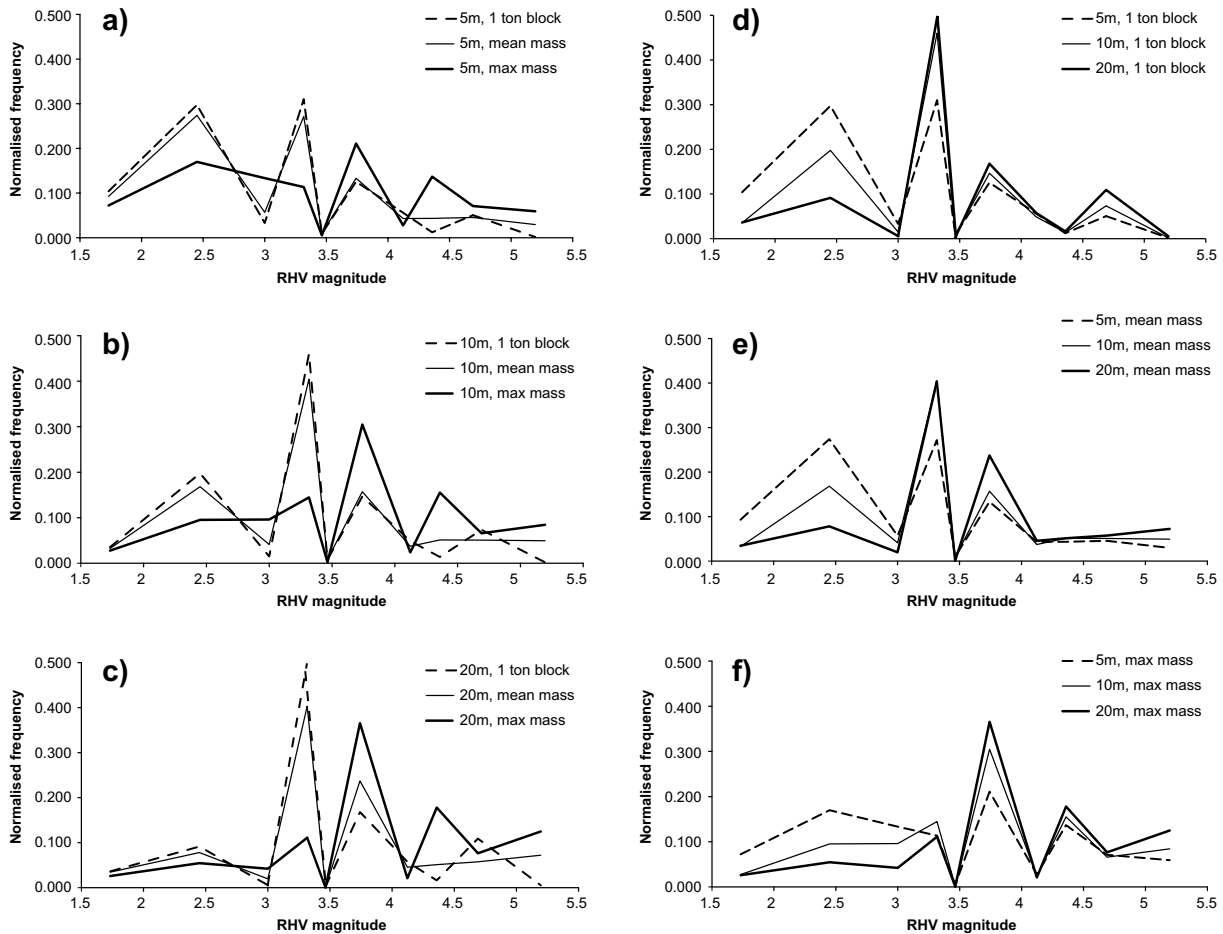 a)
5m, 1 ton block
5m, mean mass
5m, max mass
Normalised frequency
0.500
0.400
0.300
0.200
0.100
0.000
1.5 2 2.5 3 3.5 4 4.5 5 5.5
RHV magnitude
b)
10m, 1 ton block
10m, mean mass
10m, max mass
Normalised frequency
0.500
0.400
0.300
0.200
0.100
0.000
1.5 2 2.5 3 3.5 4 4.5 5 5.5
RHV magnitude
c)
20m, 1 ton block
20m, mean mass
20m, max mass
Normalised frequency
0.500
0.400
0.300
0.200
0.100
0.000
1.5 2 2.5 3 3.5 4 4.5 5 5.5
RHV magnitude
d)
5m, 1 ton block
10m, 1 ton block
20m, 1 ton block
Normalised frequency
0.500
0.400
0.300
0.200
0.100
0.000
1.5 2 2.5 3 3.5 4 4.5 5 5.5
RHV magnitude
e)
5m, mean mass
10m, mean mass
20m, mean mass
Normalised frequency
0.500
0.400
0.300
0.200
0.100
0.000
1.5 2 2.5 3 3.5 4 4.5 5 5.5
RHV magnitude
f)
5m, max mass
10m, max mass
20m, max mass
Normalised frequency
0.500
0.400
0.300
0.200
0.100
0.000
1.5 2 2.5 3 3.5 4 4.5 5 5.5
RHV magnitude